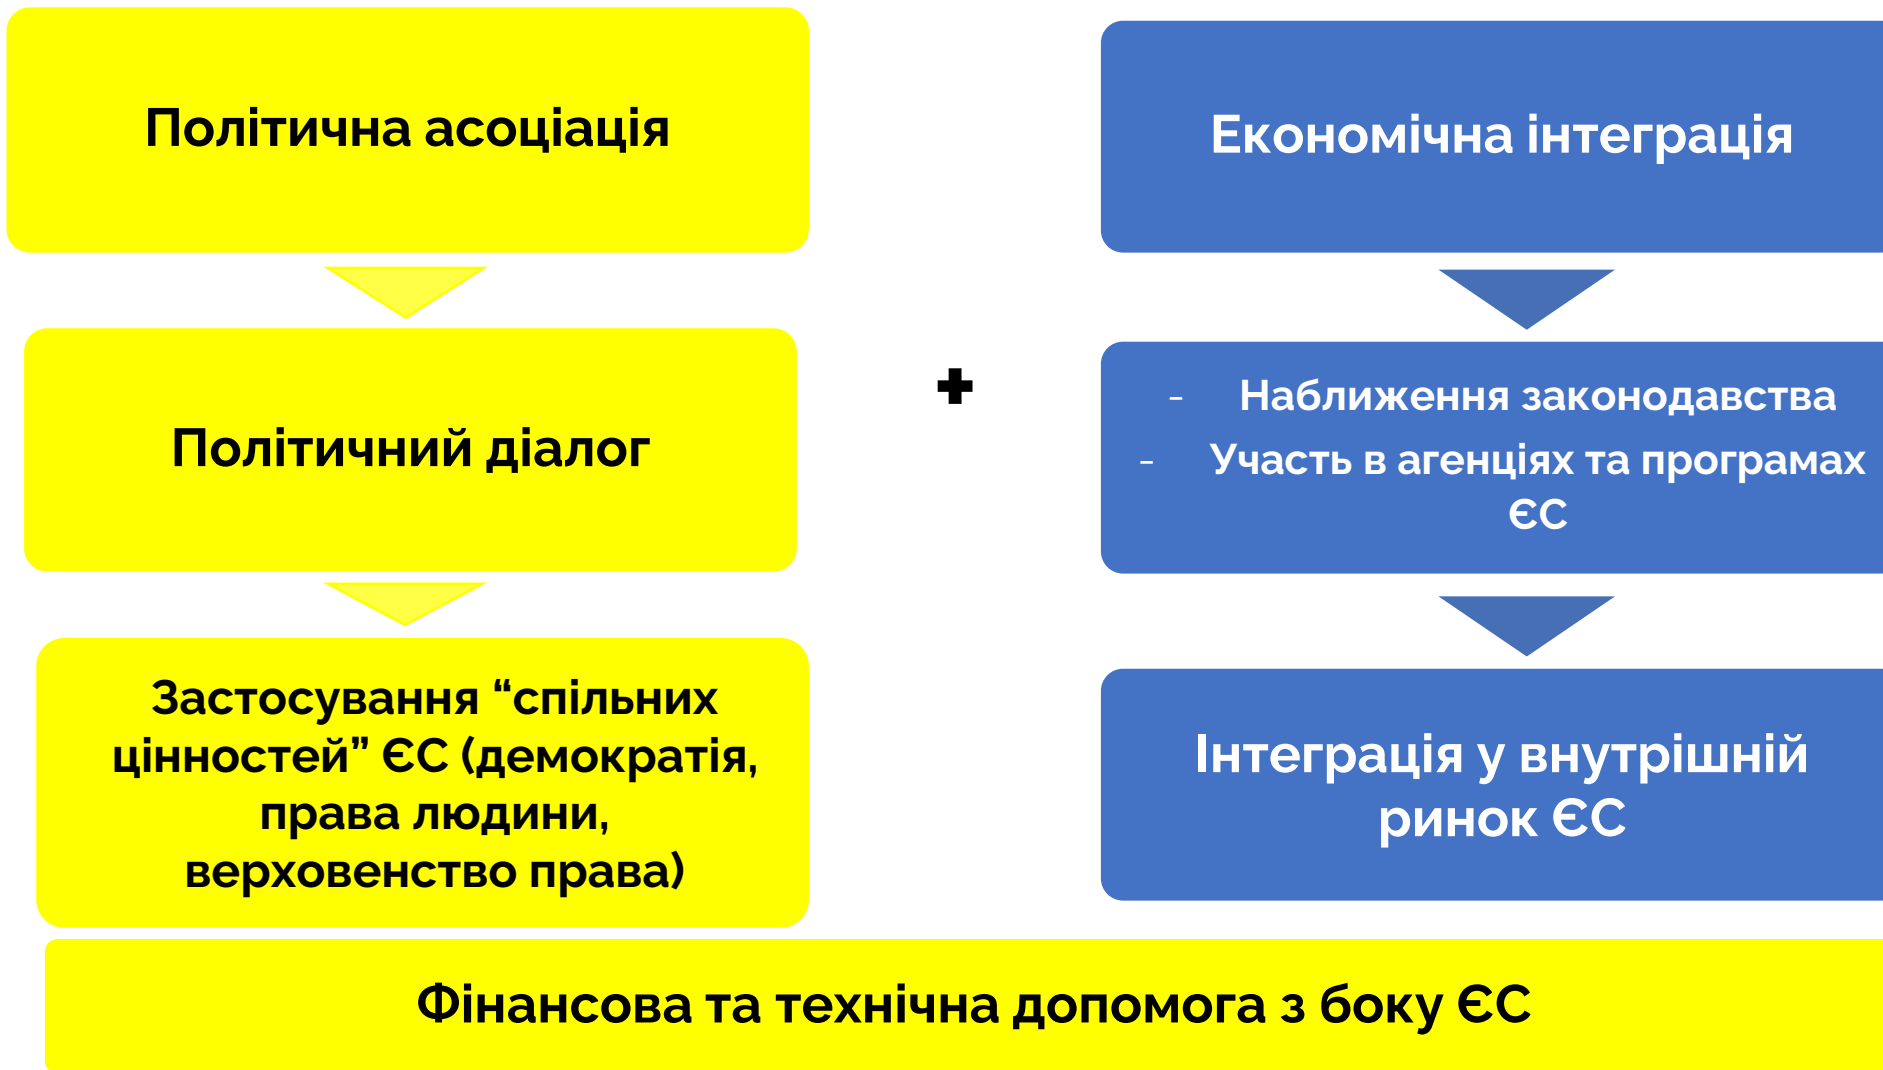 Політична асоціація
Політичний діалог
Застосування “спільних
цінностей” ЄС (демократія,
права людини,
верховенство права)
+
Економічна інтеграція
- Наближення законодавства
- Участь в агенціях та програмах
ЄС
Інтеграція у внутрішній
ринок ЄС
Фінансова та технічна допомога з боку ЄС